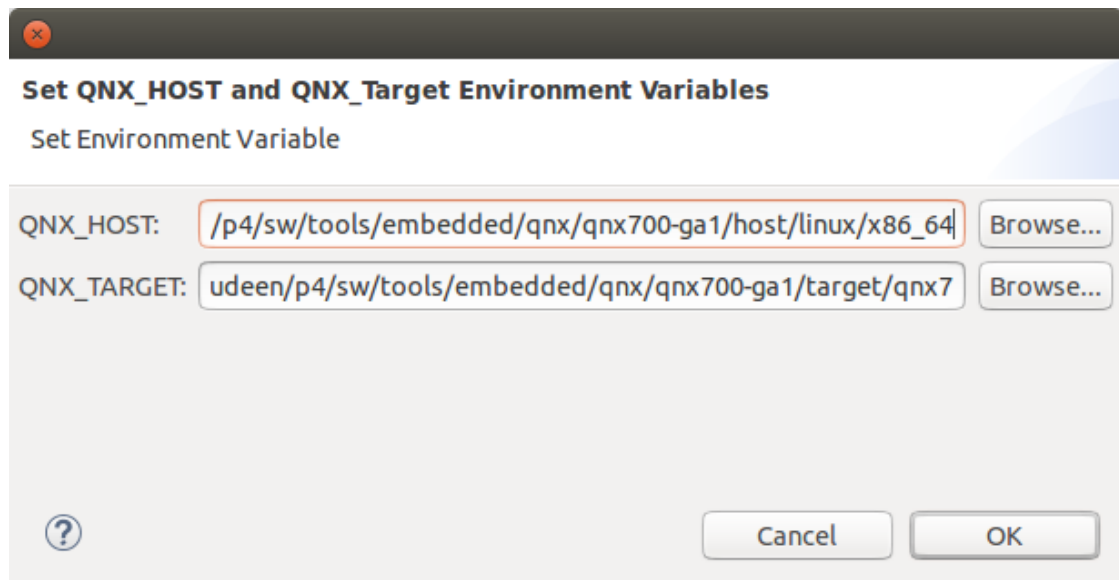 Set QNX_HOST and QNX_Target Environment Variables
Set Environment Variable
QNX_HOST: /p4/sw/tools/embedded/qnx/qnx700-ga1/host/linux/x86_64 Browse...
QNX_TARGET: udeen/p4/sw/tools/embedded/qnx/qnx700-ga1/target/qnx7 Browse...
? Cancel OK